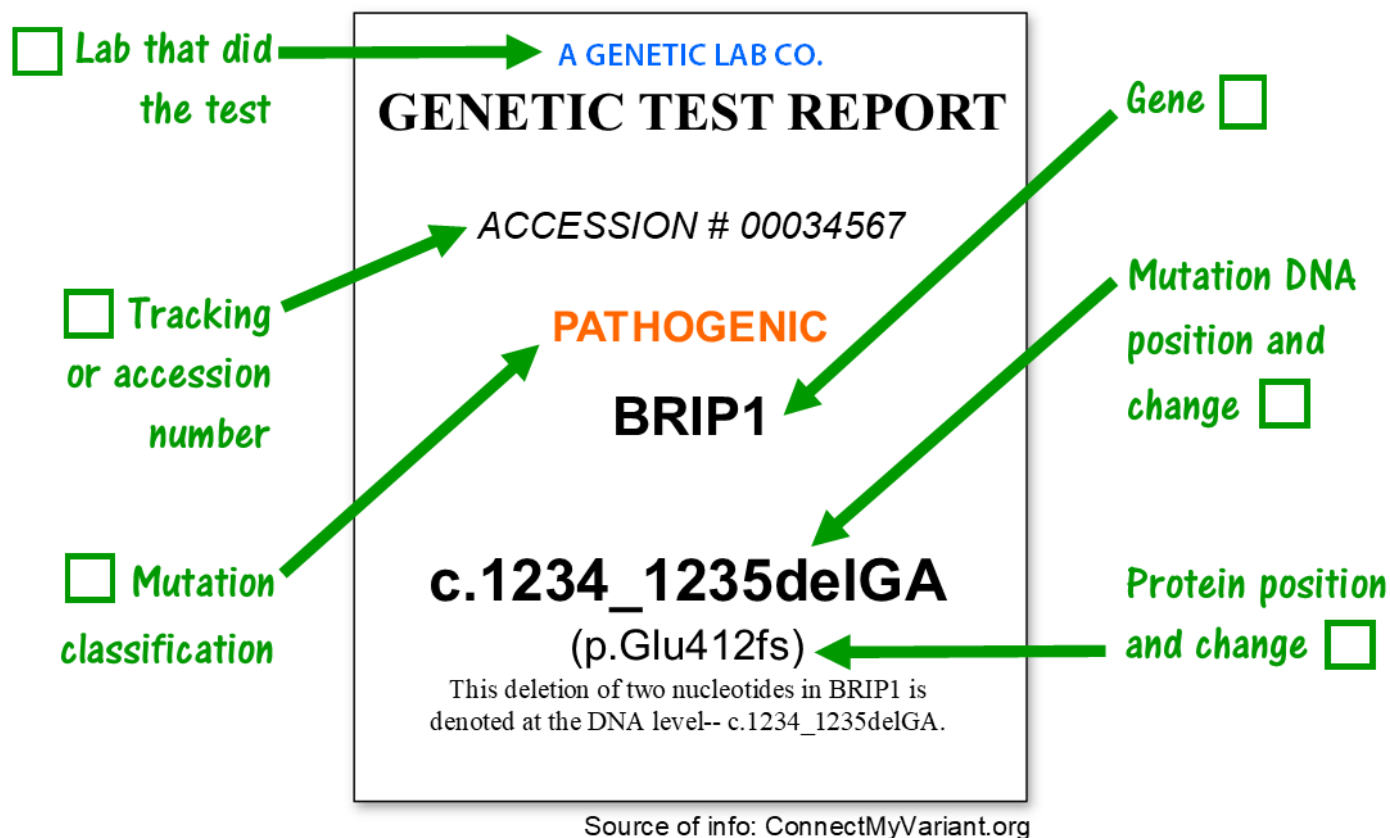 Lab that did
the test
A GENETIC LAB CO.
GENETIC TEST REPORT
Gene
ACCESSION # 00034567
Tracking
or accession
number
Mutation DNA
position and
change
PATHOGENIC
BRIP1
Mutation
classification
c.1234_1235delGA
(p.Glu412fs)
Protein position
and change
This deletion of two nucleotides in BRIP1 is
denoted at the DNA level-- c.1234_1235delGA.
Source of info: ConnectMyVariant.org